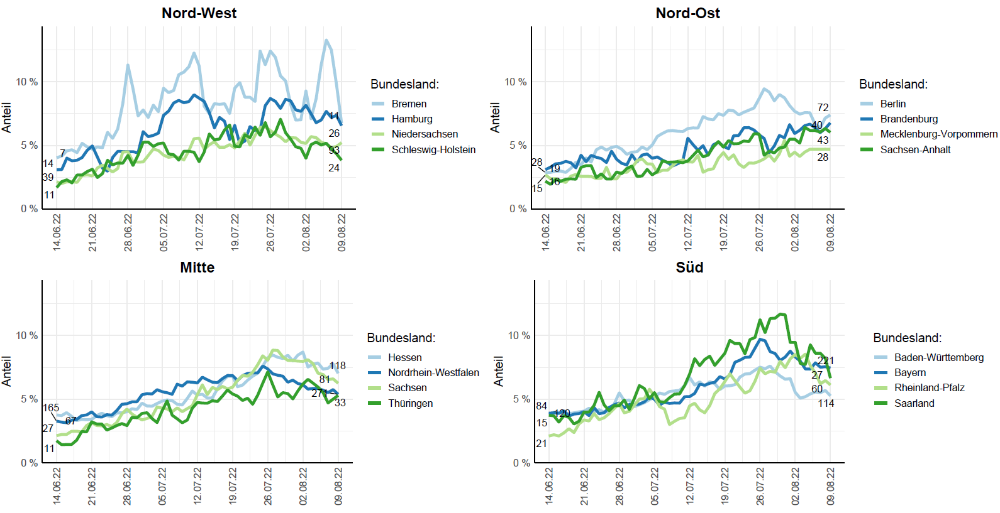 Nord-West
Anteil
10 %
5 %
0 %
7
14
39
11
14
26
93
24
14.06.22
21.06.22
28.06.22
05.07.22
12.07.22
19.07.22
26.07.22
02.08.22
09.08.22
Bundesland:
Bremen
Hamburg
Niedersachsen
Schleswig-Holstein
Nord-Ost
Anteil
10 %
5 %
0 %
28
19
16
15
72
40
43
28
14.06.22
21.06.22
28.06.22
05.07.22
12.07.22
19.07.22
26.07.22
02.08.22
09.08.22
Bundesland:
Berlin
Brandenburg
Mecklenburg-Vorpommern
Sachsen-Anhalt
Mitte
Anteil
10 %
5 %
0 %
165
67
27
11
118
81
271
33
14.06.22
21.06.22
28.06.22
05.07.22
12.07.22
19.07.22
26.07.22
02.08.22
09.08.22
Bundesland:
Hessen
Nordrhein-Westfalen
Sachsen
Thüringen
Süd
Anteil
10 %
5 %
0 %
84
120
15
21
221
27
60
114
14.06.22
21.06.22
28.06.22
05.07.22
12.07.22
19.07.22
26.07.22
02.08.22
09.08.22
Bundesland:
Baden-Württemberg
Bayern
Rheinland-Pfalz
Saarland